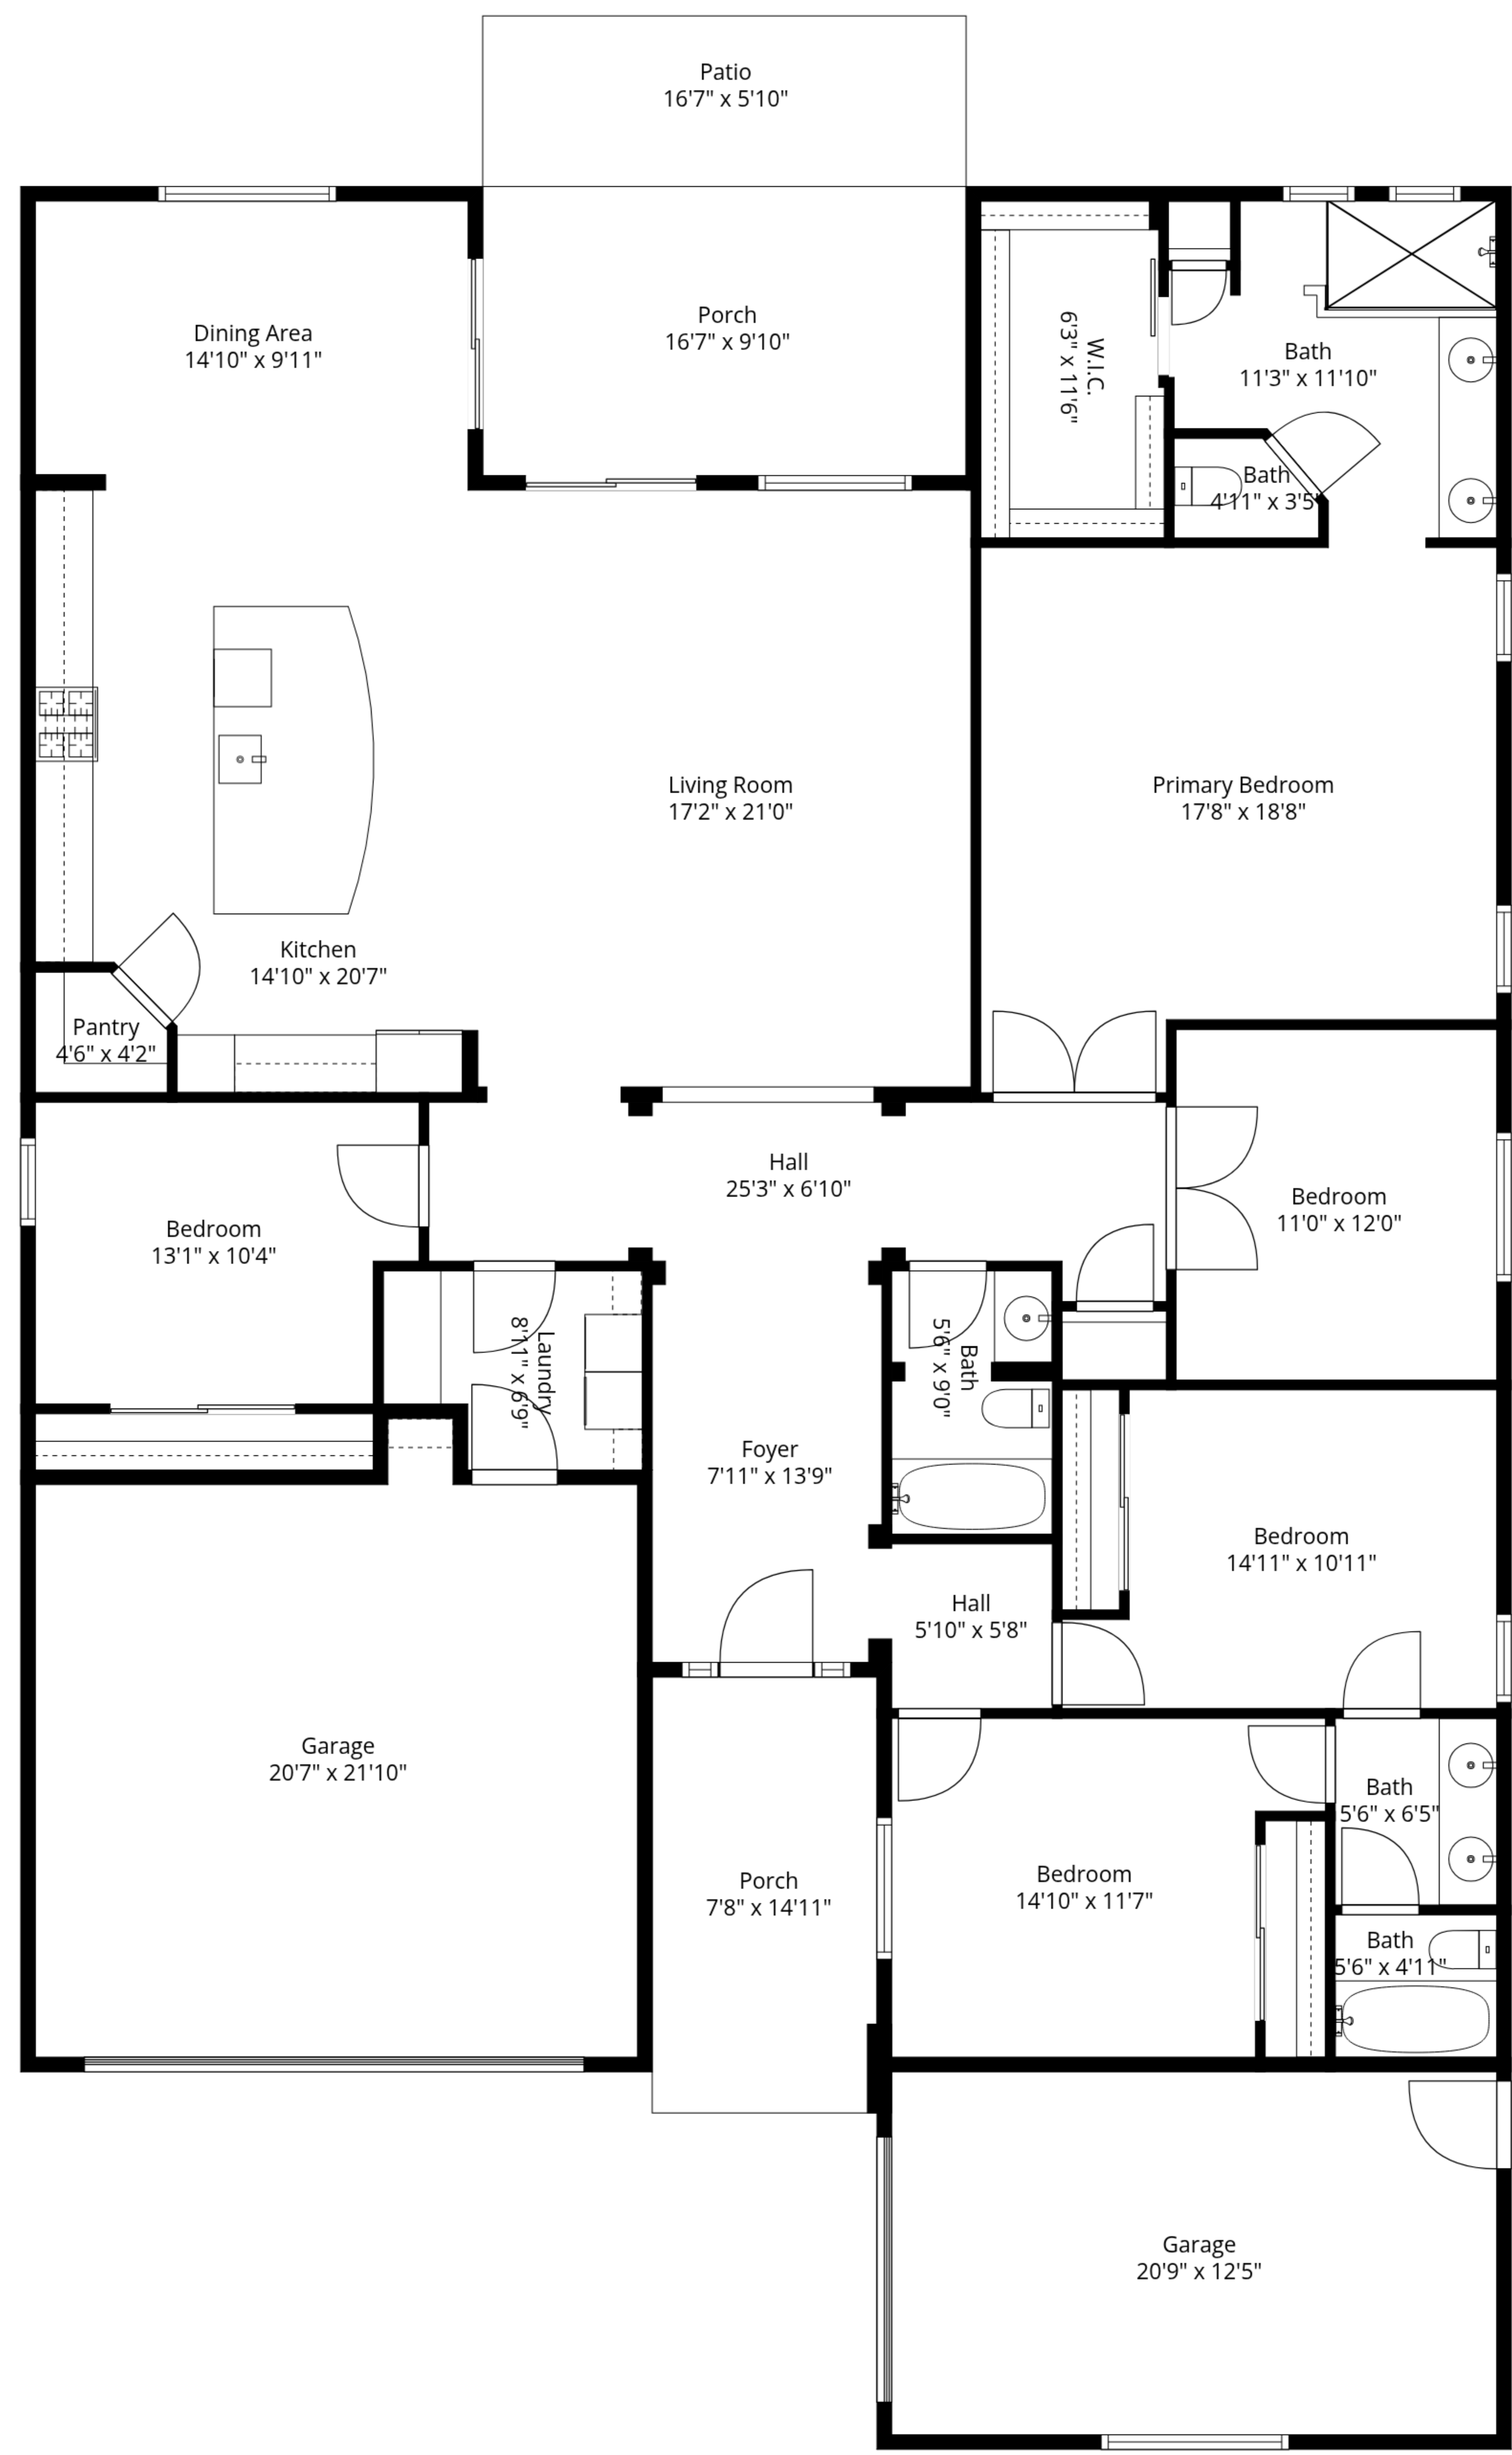 Patio
16'7" x 5'10"
Dining Area
14'10" x 9'11"
Porch
16'7" x 9'10"
W.I.C.
6'3" x 11'6"
Bath
11'3" x 11'10"
Bath
4'11" x 3'5"
Living Room
17'2" x 21'0"
Primary Bedroom
17'8" x 18'8"
Kitchen
14'10" x 20'7"
Pantry
4'6" x 4'2"
Hall
25'3" x 6'10"
Bedroom
11'0" x 12'0"
Bedroom
13'1" x 10'4"
Laundry
8'11" x 6'9"
Bath
5'6" x 9'0"
Foyer
7'11" x 13'9"
Bedroom
14'11" x 10'11"
Hall
5'10" x 5'8"
Garage
20'7" x 21'10"
Bath
5'6" x 6'5"
Porch
7'8" x 14'11"
Bedroom
14'10" x 11'7"
Bath
5'6" x 4'11"
Garage
20'9" x 12'5"